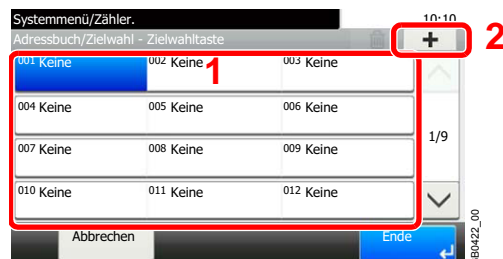 Systemmenü/Zähler. 10:10
Adressbuch/Zielwahl - Zielwahltaste + 2
001 Keine 002 Keine 1 003 Keine
004 Keine 005 Keine 006 Keine
1/9
007 Keine 008 Keine 009 Keine
010 Keine 011 Keine 012 Keine
Abbrechen Ende
B0422_00